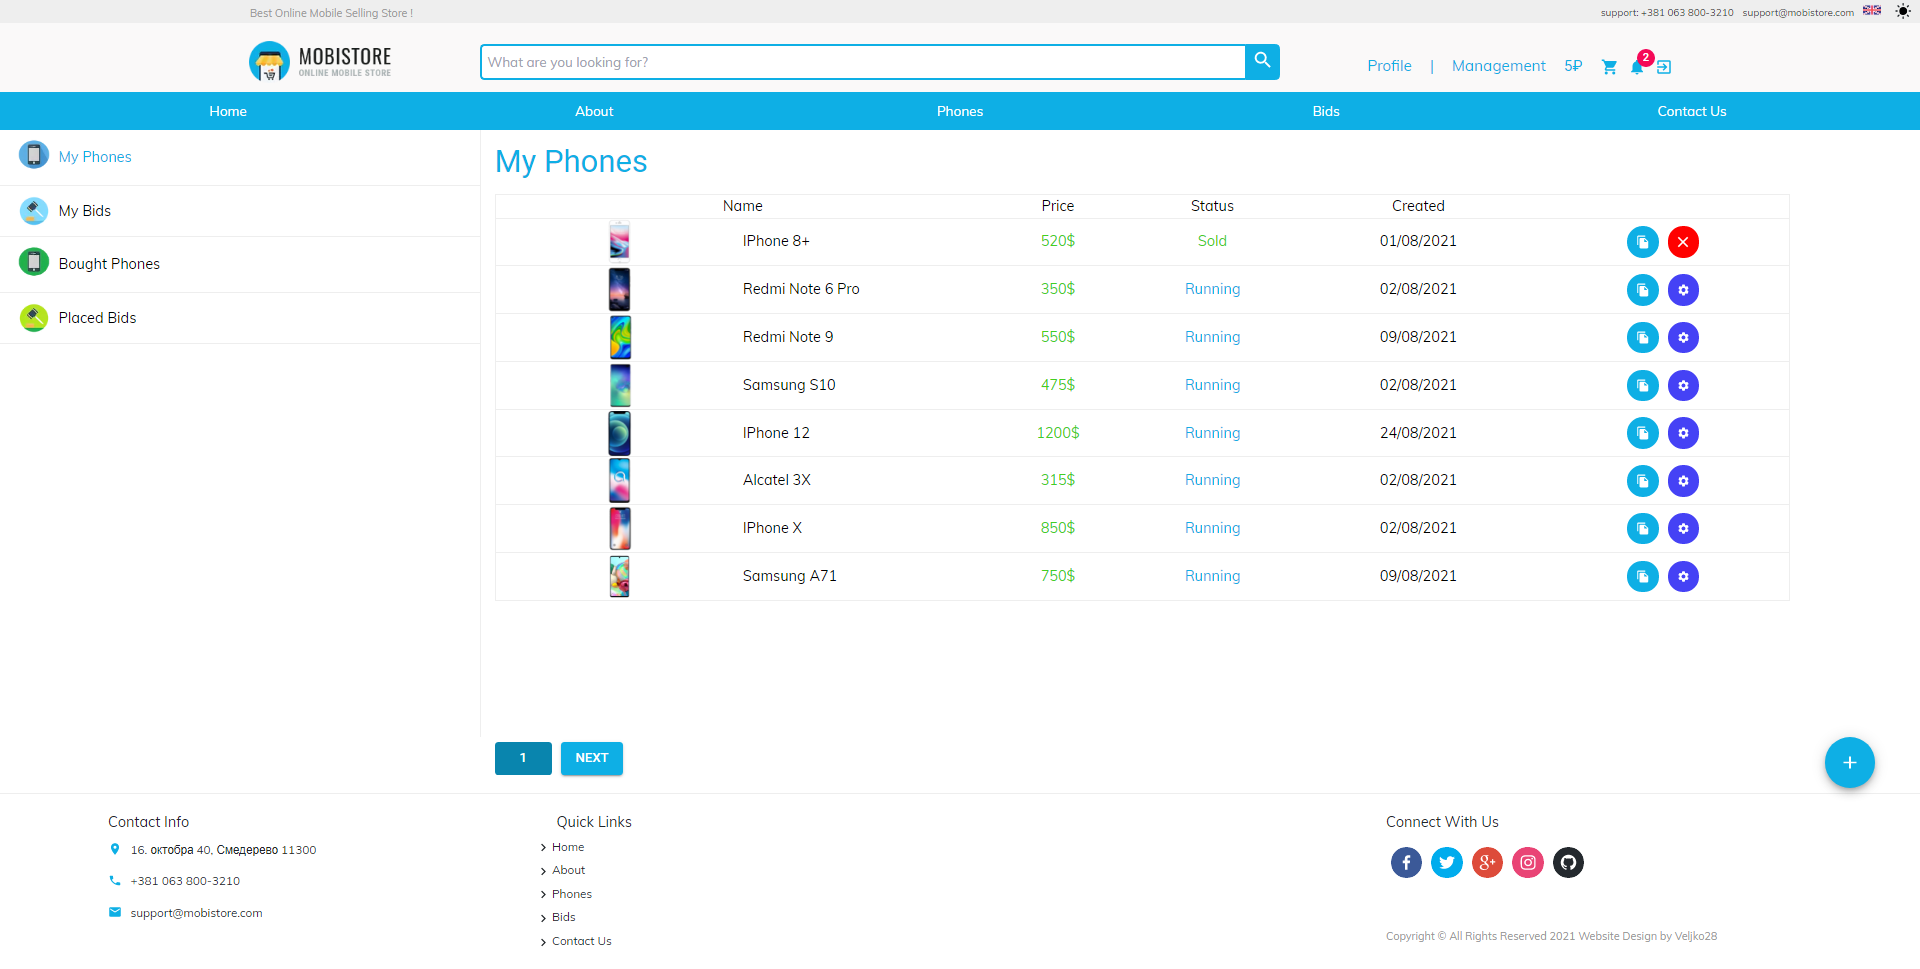 Best Online Mobile Selling Store !
support: +381 063 800-3210 support@mobistore.com
MOBISTORE
ONLINE MOBILE STORE
What are you looking for?
Profile | Management 5₽ 2
Home About Phones Bids Contact Us
My Phones
My Bids
Bought Phones
Placed Bids
My Phones
Name Price Status Created
IPhone 8+ 520$ Sold 01/08/2021
Redmi Note 6 Pro 350$ Running 02/08/2021
Redmi Note 9 550$ Running 09/08/2021
Samsung S10 475$ Running 02/08/2021
IPhone 12 1200$ Running 24/08/2021
Alcatel 3X 315$ Running 02/08/2021
IPhone X 850$ Running 02/08/2021
Samsung A71 750$ Running 09/08/2021
1 NEXT
+
Contact Info
16. октобра 40, Смедерево 11300
+381 063 800-3210
support@mobistore.com
Quick Links
Home
About
Phones
Bids
Contact Us
Connect With Us
Copyright © All Rights Reserved 2021 Website Design by Veljko28